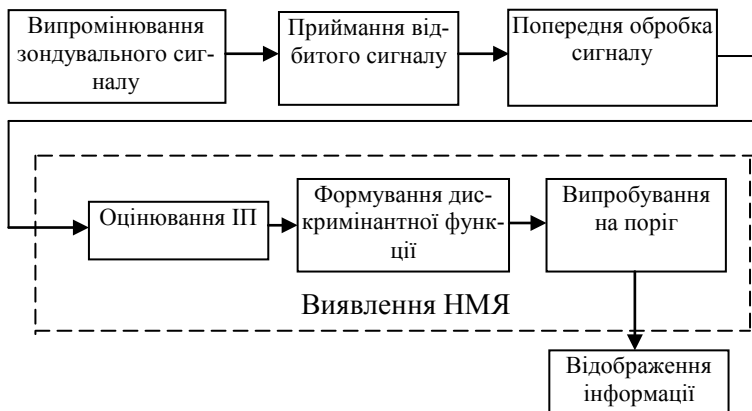 Випромінювання
зондувального сиг-
налу
Приймання від-
битого сигналу
Попередня обробка
сигналу
Оцінювання ІП
Формування дис-
кримінантної функ-
ції
Випробування
на поріг
Виявлення НМЯ
Відображення
інформації